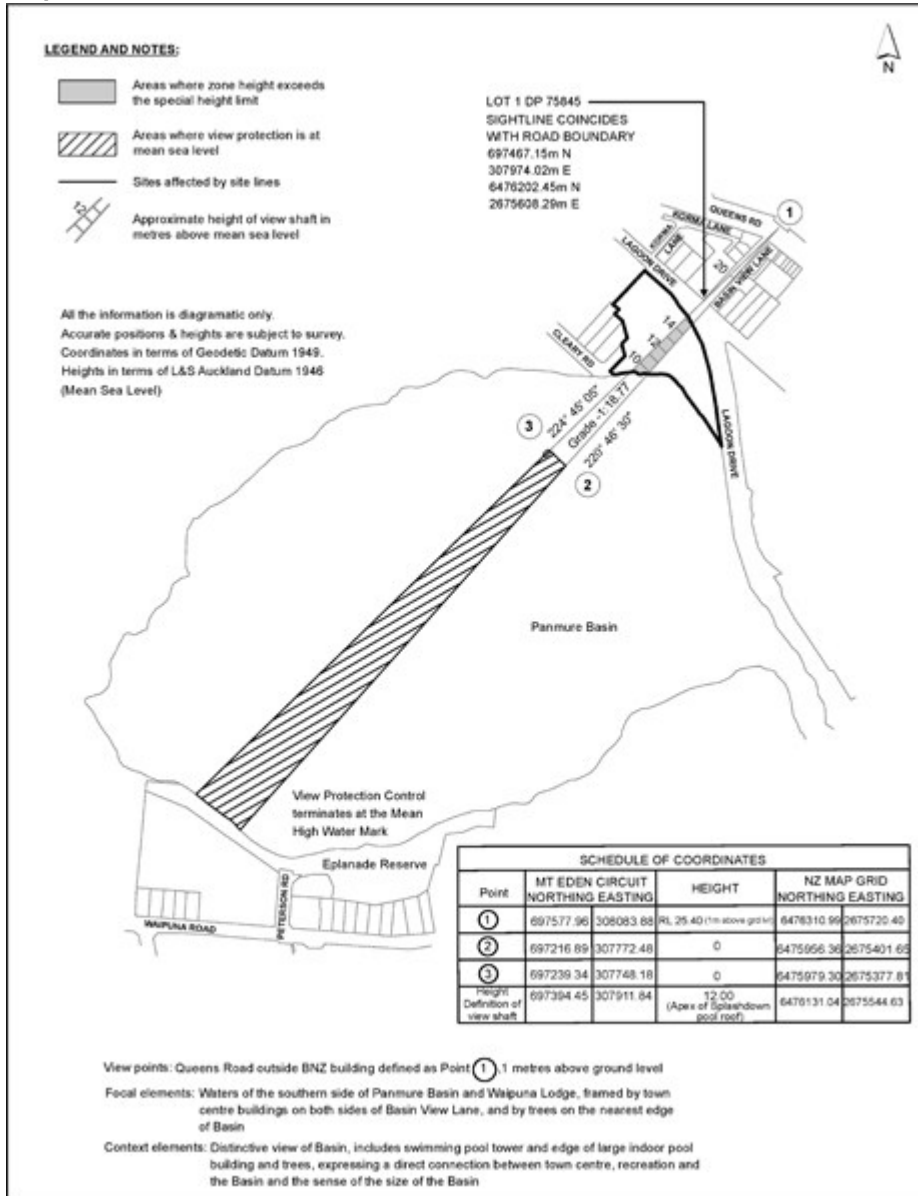 LEGEND AND NOTES:
Areas where zone height exceeds
the special height limit
Areas where view protection is at
mean sea level
Sites affected by site lines
12
Approximate height of view shaft in
metres above mean sea level
All the information is diagramatic only.
Accurate positions & heights are subject to survey.
Coordinates in terms of Geodetic Datum 1949.
Heights in terms of L&S Auckland Datum 1946
(Mean Sea Level)
N
LOT 1 DP 75845
SIGHTLINE COINCIDES
WITH ROAD BOUNDARY
697467.15m N
307974.02m E
6476202.45m N
2675608.29m E
1
QUEENS RD
KORMA LANE
KORMA
LANE
LAGOON DRIVE
20
BASIN VIEW LANE
14
12
10
CLEARY RD
LAGOON DRIVE
3
224° 45' 05"
Grade -1:18.77
220° 46' 30"
2
Panmure Basin
View Protection Control
terminates at the Mean
High Water Mark
Eplanade Reserve
PETERSON RD
WAIPUNA ROAD
SCHEDULE OF COORDINATES
Point MT EDEN CIRCUIT NORTHING EASTING HEIGHT NZ MAP GRID NORTHING EASTING
1 697577.96 308083.88 RL 25.40 (1m above grd lvl) 6476310.99 2675720.40
2 697216.89 307772.48 0 6475956.36 2675401.65
3 697239.34 307748.18 0 6475979.30 2675377.81
Height Definition of view shaft 697394.45 307911.84 12.00 (Apex of Splashdown pool roof) 6476131.04 2675544.63
View points: Queens Road outside BNZ building defined as Point 1 .1 metres above ground level
Focal elements: Waters of the southern side of Panmure Basin and Waipuna Lodge, framed by town
centre buildings on both sides of Basin View Lane, and by trees on the nearest edge
of Basin
Context elements: Distinctive view of Basin, includes swimming pool tower and edge of large indoor pool
building and trees, expressing a direct connection between town centre, recreation and
the Basin and the sense of the size of the Basin